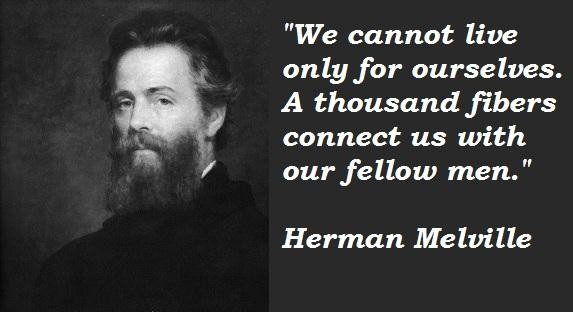 "We cannot live
only for ourselves.
A thousand fibers
connect us with
our fellow men."
Herman Melville